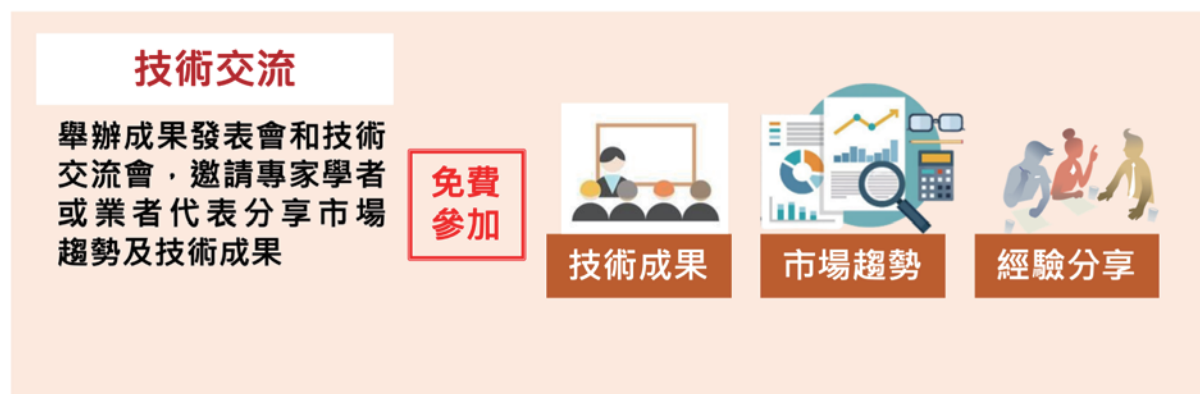 技術交流
舉辦成果發表會和技術
交流會，邀請專家學者
或業者代表分享市場
趨勢及技術成果
免費
參加
技術成果
市場趨勢
經驗分享